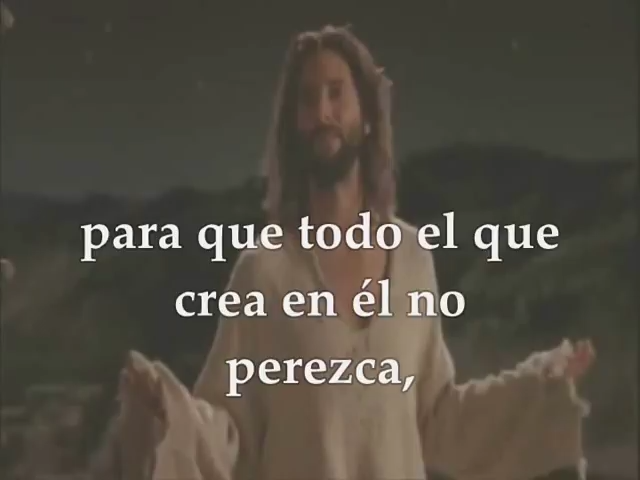 para que todo el que
crea en él no
perezca,